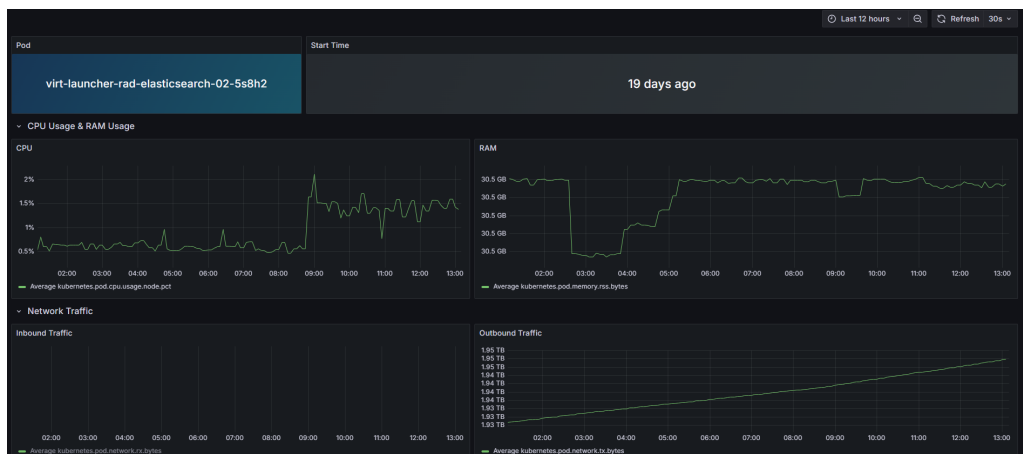 Last 12 hours
Refresh 30s
Pod
Start Time
virt-launcher-rad-elasticsearch-02-5s8h2
19 days ago
CPU Usage & RAM Usage
CPU
2%
1.5%
1%
0.5%
02:00 03:00 04:00 05:00 06:00 07:00 08:00 09:00 10:00 11:00 12:00 13:00
Average kubernetes.pod.cpu.usage.node.pct
RAM
30.5 GB
30.5 GB
30.5 GB
30.5 GB
30.5 GB
02:00 03:00 04:00 05:00 06:00 07:00 08:00 09:00 10:00 11:00 12:00 13:00
Average kubernetes.pod.memory.rss.bytes
Network Traffic
Inbound Traffic
02:00 03:00 04:00 05:00 06:00 07:00 08:00 09:00 10:00 11:00 12:00 13:00
Average kubernetes.pod.network.rx.bytes
Outbound Traffic
1.95 TB
1.95 TB
1.95 TB
1.94 TB
1.94 TB
1.94 TB
1.94 TB
1.93 TB
1.93 TB
1.93 TB
02:00 03:00 04:00 05:00 06:00 07:00 08:00 09:00 10:00 11:00 12:00 13:00
Average kubernetes.pod.network.tx.bytes